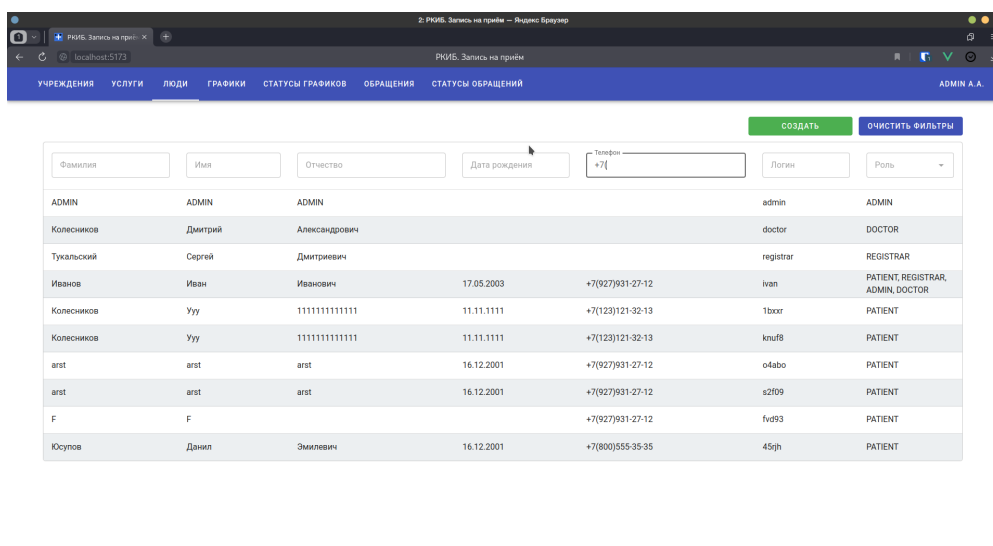 2: РКИБ. Запись на приём — Яндекс Браузер
1 РКИБ. Запись на приё
localhost:5173 РКИБ. Запись на приём
УЧРЕЖДЕНИЯ УСЛУГИ ЛЮДИ ГРАФИКИ СТАТУСЫ ГРАФИКОВ ОБРАЩЕНИЯ СТАТУСЫ ОБРАЩЕНИЙ ADMIN A.A.
СОЗДАТЬ ОЧИСТИТЬ ФИЛЬТРЫ
Телефон
Фамилия Имя Отчество Дата рождения +7( Логин Роль
ADMIN ADMIN ADMIN admin ADMIN
Колесников Дмитрий Александрович doctor DOCTOR
Тукальский Сергей Дмитриевич registrar REGISTRAR
Иванов Иван Иванович 17.05.2003 +7(927)931-27-12 ivan PATIENT, REGISTRAR,
ADMIN, DOCTOR
Колесников Ууу 1111111111111 11.11.1111 +7(123)121-32-13 1bxxr PATIENT
Колесников Ууу 1111111111111 11.11.1111 +7(123)121-32-13 knuf8 PATIENT
arst arst arst 16.12.2001 +7(927)931-27-12 o4abo PATIENT
arst arst arst 16.12.2001 +7(927)931-27-12 s2f09 PATIENT
F F +7(927)931-27-12 fvd93 PATIENT
Юсупов Данил Эмилевич 16.12.2001 +7(800)555-35-35 45rjh PATIENT